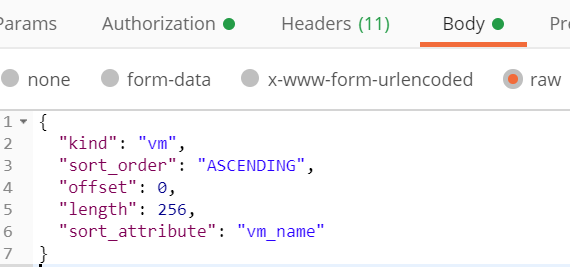 Params Authorization Headers (11) Body Pr
none form-data x-www-form-urlencoded raw
1 {
2 "kind": "vm",
3 "sort_order": "ASCENDING",
4 "offset": 0,
5 "length": 256,
6 "sort_attribute": "vm_name"
7 }